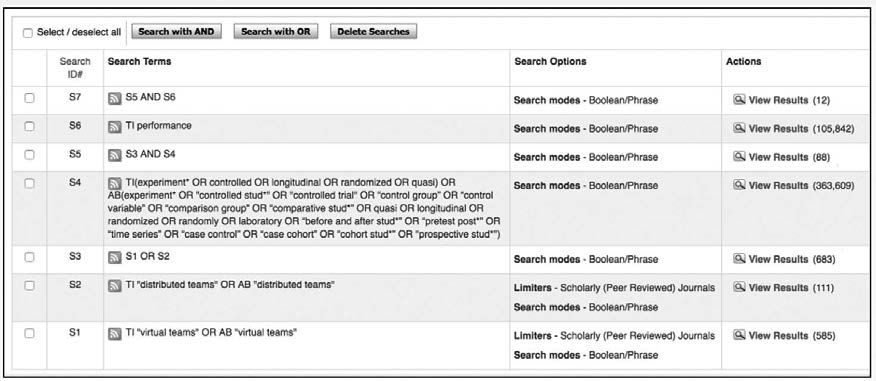 Select / deselect all Search with AND Search with OR Delete Searches
Search ID# Search Terms Search Options Actions
S7 S5 AND S6 Search modes - Boolean/Phrase View Results (12)
S6 TI performance Search modes - Boolean/Phrase View Results (105,842)
S5 S3 AND S4 Search modes - Boolean/Phrase View Results (88)
S4 TI(experiment* OR controlled OR longitudinal OR randomized OR quasi) OR Search modes - Boolean/Phrase View Results (363,609)
AB(experiment* OR "controlled stud*" OR "controlled trial" OR "control group" OR "control
variable" OR "comparison group" OR "comparative stud*" OR quasi OR longitudinal OR
randomized OR randomly OR laboratory OR "before and after stud*" OR "pretest post*" OR
"time series" OR "case control" OR "case cohort" OR "cohort stud*" OR "prospective stud*")
S3 S1 OR S2 Search modes - Boolean/Phrase View Results (683)
S2 TI "distributed teams" OR AB "distributed teams" Limiters - Scholarly (Peer Reviewed) Journals View Results (111)
Search modes - Boolean/Phrase
S1 TI "virtual teams" OR AB "virtual teams" Limiters - Scholarly (Peer Reviewed) Journals View Results (585)
Search modes - Boolean/Phrase